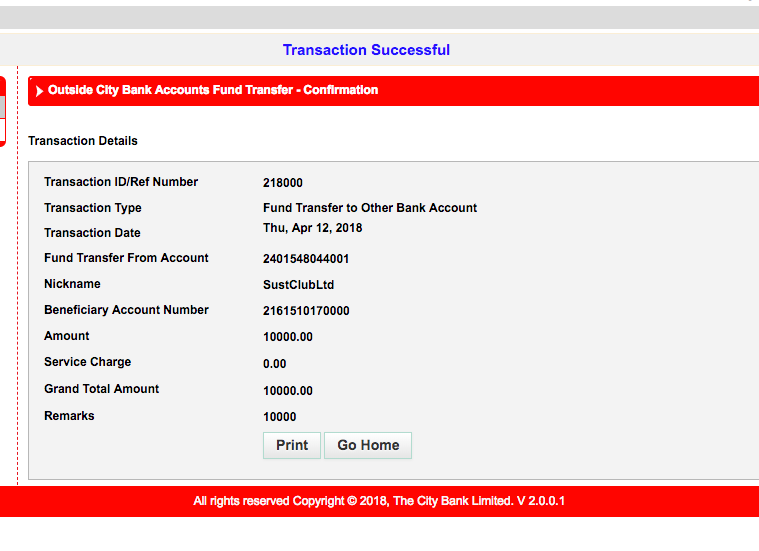 Transaction Successful
Outside City Bank Accounts Fund Transfer - Confirmation
Transaction Details
Transaction ID/Ref Number 218000
Transaction Type Fund Transfer to Other Bank Account
Transaction Date Thu, Apr 12, 2018
Fund Transfer From Account 2401548044001
Nickname SustClubLtd
Beneficiary Account Number 2161510170000
Amount 10000.00
Service Charge 0.00
Grand Total Amount 10000.00
Remarks 10000
Print Go Home
All rights reserved Copyright © 2018, The City Bank Limited. V 2.0.0.1